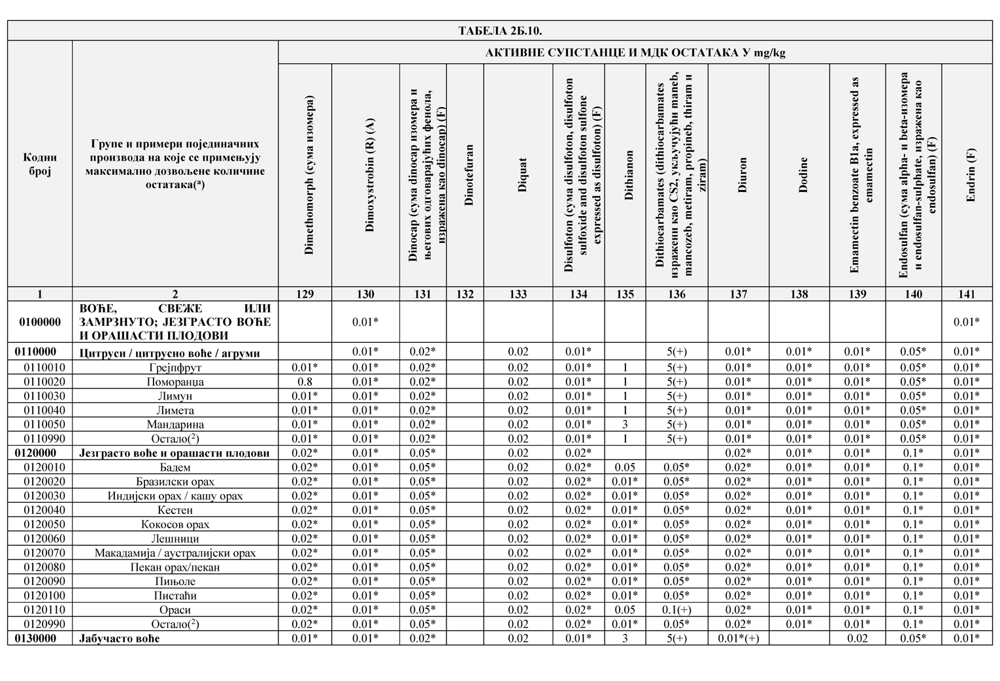 ТАБЕЛА 2Б.10.
АКТИВНЕ СУПСТАНЦЕ И МДК ОСТАТАКА У mg/kg
Кодни
број
Групе и примери појединачних
производа на које се примењују
максимално дозвољене количине
остатака(ᵃ)
Dimethomorph (сума изомера)
Dimoxystrobin (R) (A)
Dinocap (сума dinocap изомера и
његових одговарајућих фенола,
изражена као dinocap) (F)
Dinotefuran
Diquat
Disulfoton (сума disulfoton, disulfoton
sulfoxide and disulfoton sulfone
expressed as disulfoton) (F)
Dithianon
Dithiocarbamates (dithiocarbamates
изражени као CS2, укључујући maneb,
mancozeb, metiram, propineb, thiram и
ziram)
Diuron
Dodine
Emamectin benzoate B1a, expressed as
emamectin
Endosulfan (сума alpha- и beta-изомера
и endosulfan-sulphate, изражена као
endosulfan) (F)
Endrin (F)
1 2 129 130 131 132 133 134 135 136 137 138 139 140 141
ВОЋЕ, СВЕЖЕ ИЛИ
0100000 ЗАМРЗНУТО; ЈЕЗГРАСТО ВОЋЕ 0.01* 0.01*
И ОРАШАСТИ ПЛОДОВИ
0110000 Цитруси / цитрусно воће / агруми 0.01* 0.02* 0.02 0.01* 5(+) 0.01* 0.01* 0.01* 0.05* 0.01*
0110010 Грејпфрут 0.01* 0.01* 0.02* 0.02 0.01* 1 5(+) 0.01* 0.01* 0.01* 0.05* 0.01*
0110020 Поморанџа 0.8 0.01* 0.02* 0.02 0.01* 1 5(+) 0.01* 0.01* 0.01* 0.05* 0.01*
0110030 Лимун 0.01* 0.01* 0.02* 0.02 0.01* 1 5(+) 0.01* 0.01* 0.01* 0.05* 0.01*
0110040 Лимета 0.01* 0.01* 0.02* 0.02 0.01* 1 5(+) 0.01* 0.01* 0.01* 0.05* 0.01*
0110050 Мандарина 0.01* 0.01* 0.02* 0.02 0.01* 3 5(+) 0.01* 0.01* 0.01* 0.05* 0.01*
0110990 Остало(²) 0.01* 0.01* 0.02* 0.02 0.01* 1 5(+) 0.01* 0.01* 0.01* 0.05* 0.01*
0120000 Језграсто воће и орашасти плодови 0.02* 0.01* 0.05* 0.02 0.02* 0.02* 0.01* 0.01* 0.1* 0.01*
0120010 Бадем 0.02* 0.01* 0.05* 0.02 0.02* 0.05 0.05* 0.02* 0.01* 0.01* 0.1* 0.01*
0120020 Бразилски орах 0.02* 0.01* 0.05* 0.02 0.02* 0.01* 0.05* 0.02* 0.01* 0.01* 0.1* 0.01*
0120030 Индијски орах / кашу орах 0.02* 0.01* 0.05* 0.02 0.02* 0.01* 0.05* 0.02* 0.01* 0.01* 0.1* 0.01*
0120040 Кестен 0.02* 0.01* 0.05* 0.02 0.02* 0.01* 0.05* 0.02* 0.01* 0.01* 0.1* 0.01*
0120050 Кокосов орах 0.02* 0.01* 0.05* 0.02 0.02* 0.01* 0.05* 0.02* 0.01* 0.01* 0.1* 0.01*
0120060 Лешници 0.02* 0.01* 0.05* 0.02 0.02* 0.01* 0.05* 0.02* 0.01* 0.01* 0.1* 0.01*
0120070 Макадамија / аустралијски орах 0.02* 0.01* 0.05* 0.02 0.02* 0.01* 0.05* 0.02* 0.01* 0.01* 0.1* 0.01*
0120080 Пекан орах/пекан 0.02* 0.01* 0.05* 0.02 0.02* 0.01* 0.05* 0.02* 0.01* 0.01* 0.1* 0.01*
0120090 Пињоле 0.02* 0.01* 0.05* 0.02 0.02* 0.01* 0.05* 0.02* 0.01* 0.01* 0.1* 0.01*
0120100 Пистаћи 0.02* 0.01* 0.05* 0.02 0.02* 0.01* 0.05* 0.02* 0.01* 0.01* 0.1* 0.01*
0120110 Ораси 0.02* 0.01* 0.05* 0.02 0.02* 0.05 0.1(+) 0.02* 0.01* 0.01* 0.1* 0.01*
0120990 Остало(²) 0.02* 0.01* 0.05* 0.02 0.02* 0.01* 0.05* 0.02* 0.01* 0.01* 0.1* 0.01*
0130000 Јабучасто воће 0.01* 0.01* 0.02* 0.02 0.01* 3 5(+) 0.01*(+) 0.02 0.05* 0.01*